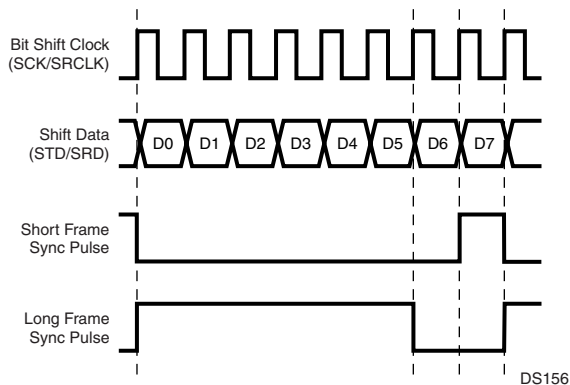 Bit Shift Clock
(SCK/SRCLK)
Shift Data
(STD/SRD)
D0 D1 D2 D3 D4 D5 D6 D7
Short Frame
Sync Pulse
Long Frame
Sync Pulse
DS156